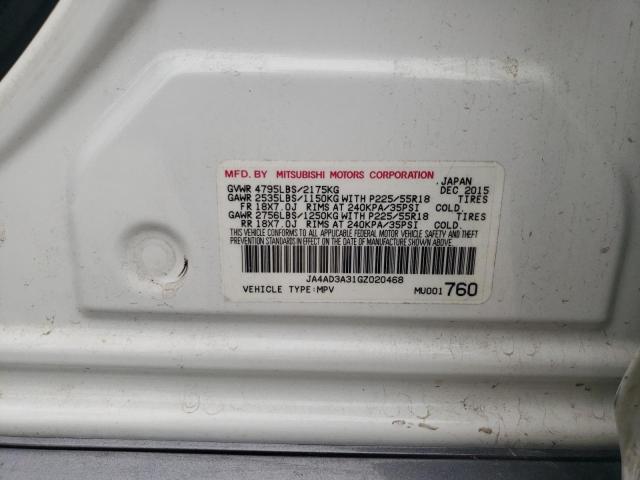 MFD. BY MITSUBISHI MOTORS CORPORATION JAPAN
GVWR 4795LBS/2175KG DEC 2015
GAWR 2535LBS/1150KG WITH P225/55R18 TIRES
FR 18X7.0J RIMS AT 240KPA/35PSI COLD.
GAWR 2756LBS/1250KG WITH P225/55R18 TIRES
RR 18X7.0J RIMS AT 240KPA/35PSI COLD.
THIS VEHICLE CONFORMS TO ALL APPLICABLE FEDERAL MOTOR VEHICLE SAFETY AND THEFT
PREVENTION STANDARDS IN EFFECT ON THE DATE OF MANUFACTURE SHOWN ABOVE.
JA4AD3A31GZ020468
VEHICLE TYPE:MPV MU001760